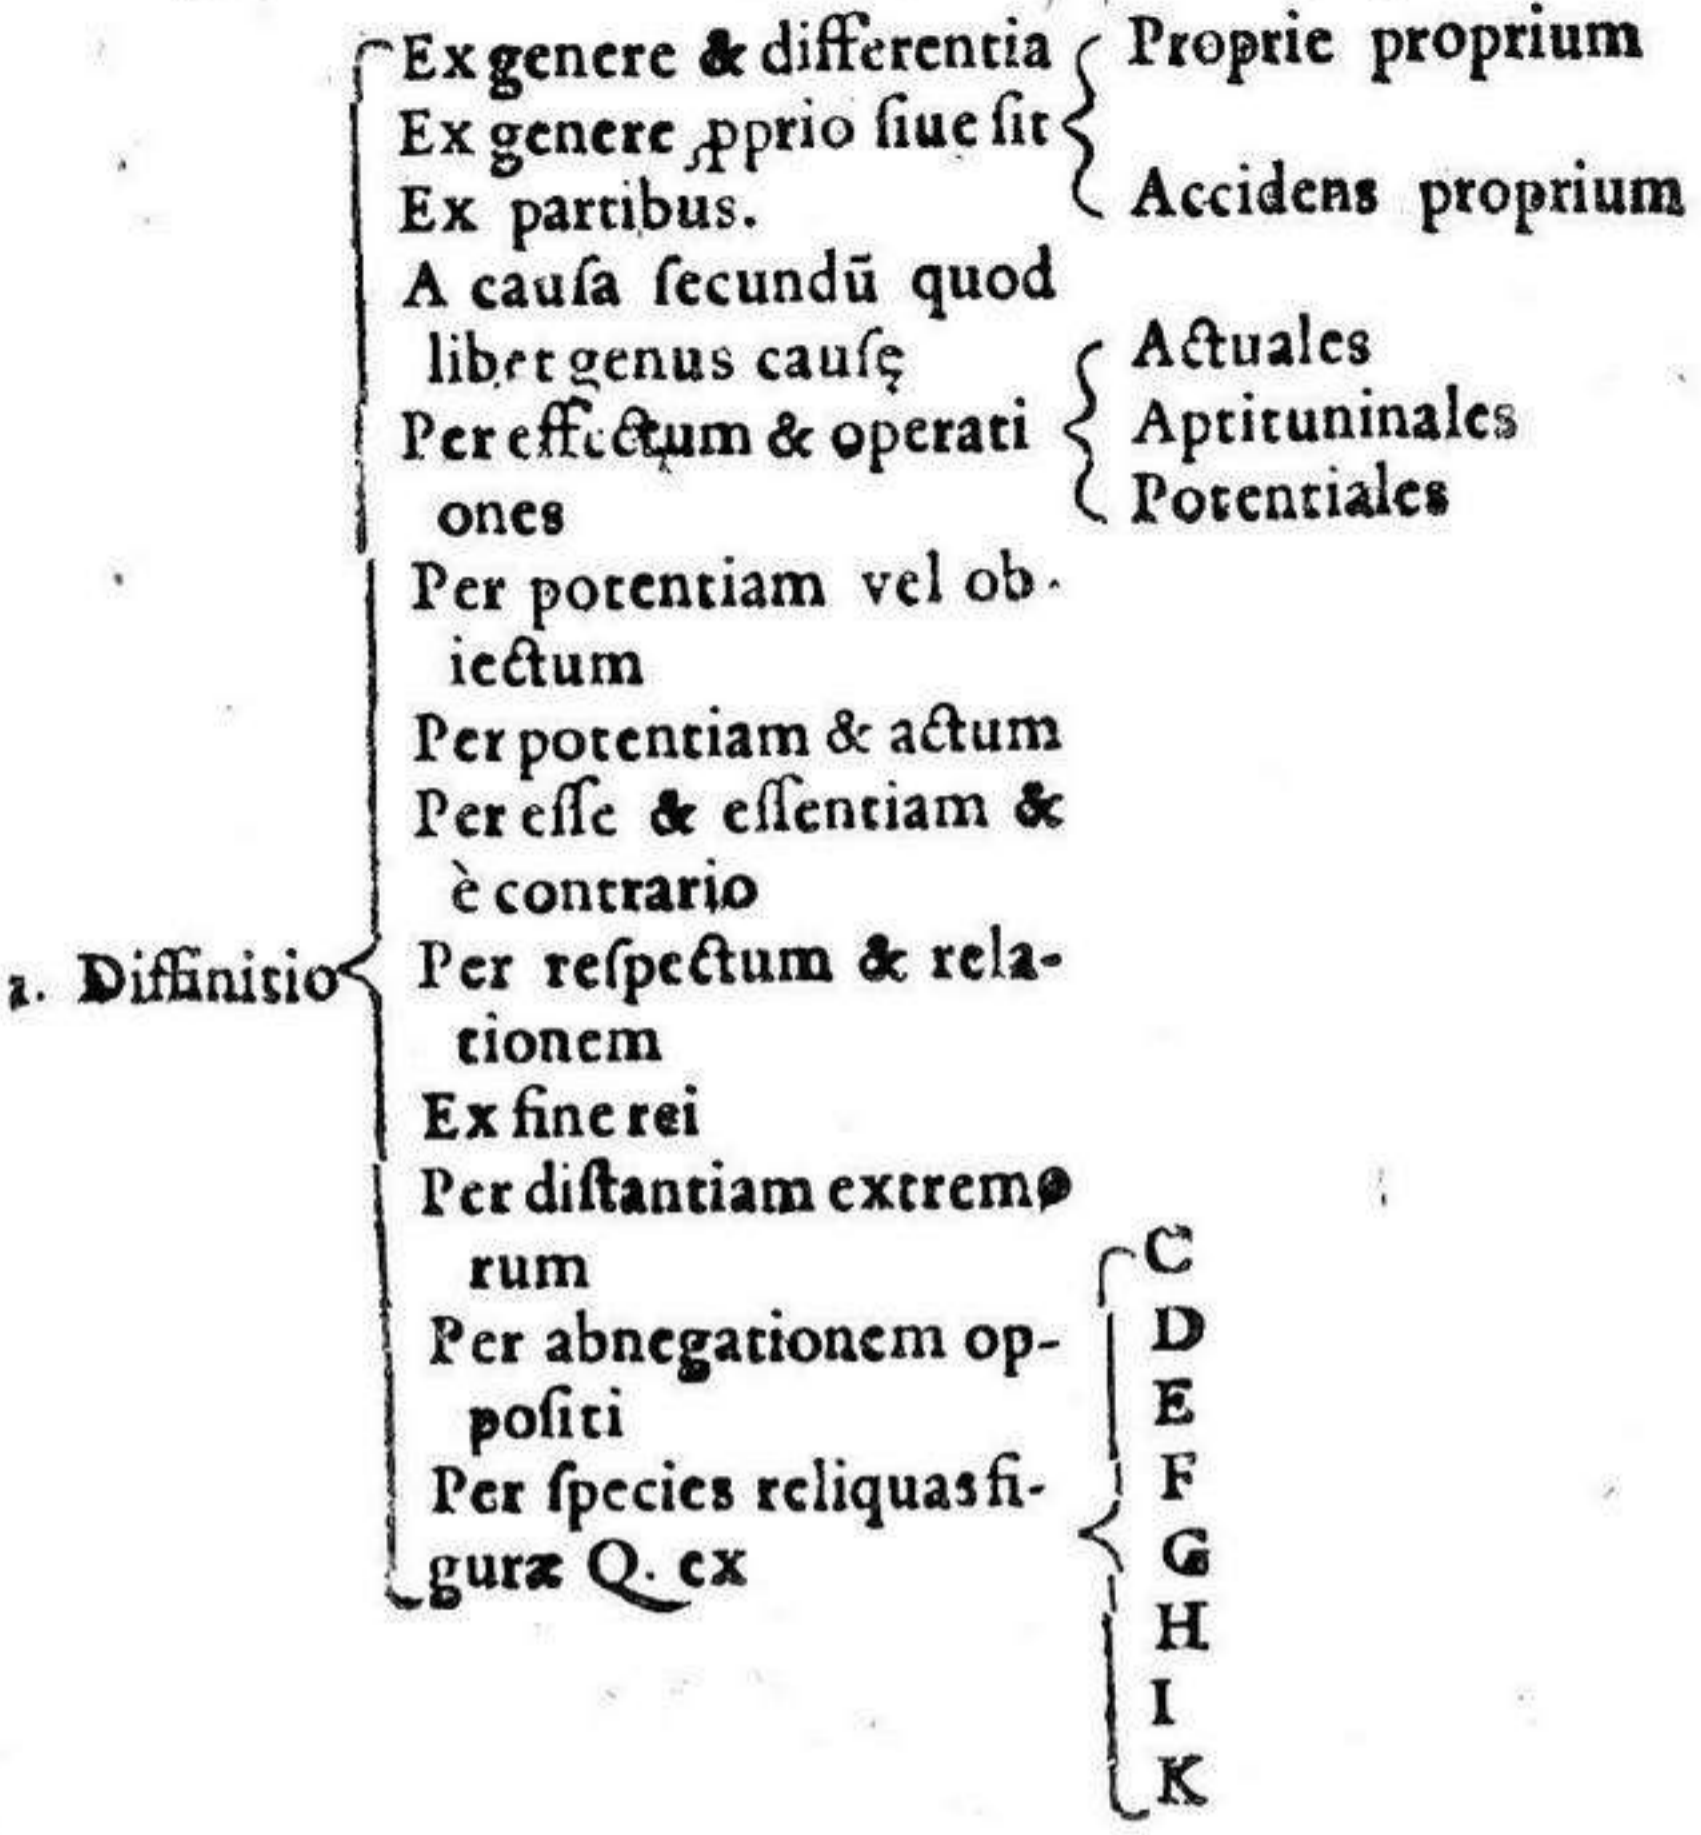 Ex genere & differentia
Proprie proprium
Ex genere ꝓprio ſiue ſit
Ex partibus.
Accidens proprium
A cauſa ſecundū quod
libet genus cauſę
Actuales
Per effectum & operati
Aptituninales
ones
Potentiales
Per potentiam vel ob-
iectum
Per potentiam & actum
Per eſſe & eſſentiam &
è contrario
2. Diffinitio
Per reſpectum & rela-
tionem
Ex fine rei
Per diſtantiam extremo
rum
Per abnegationem op-
poſiti
Per ſpecies reliquas fi-
guræ Q. ex
C
D
E
F
G
H
I
K